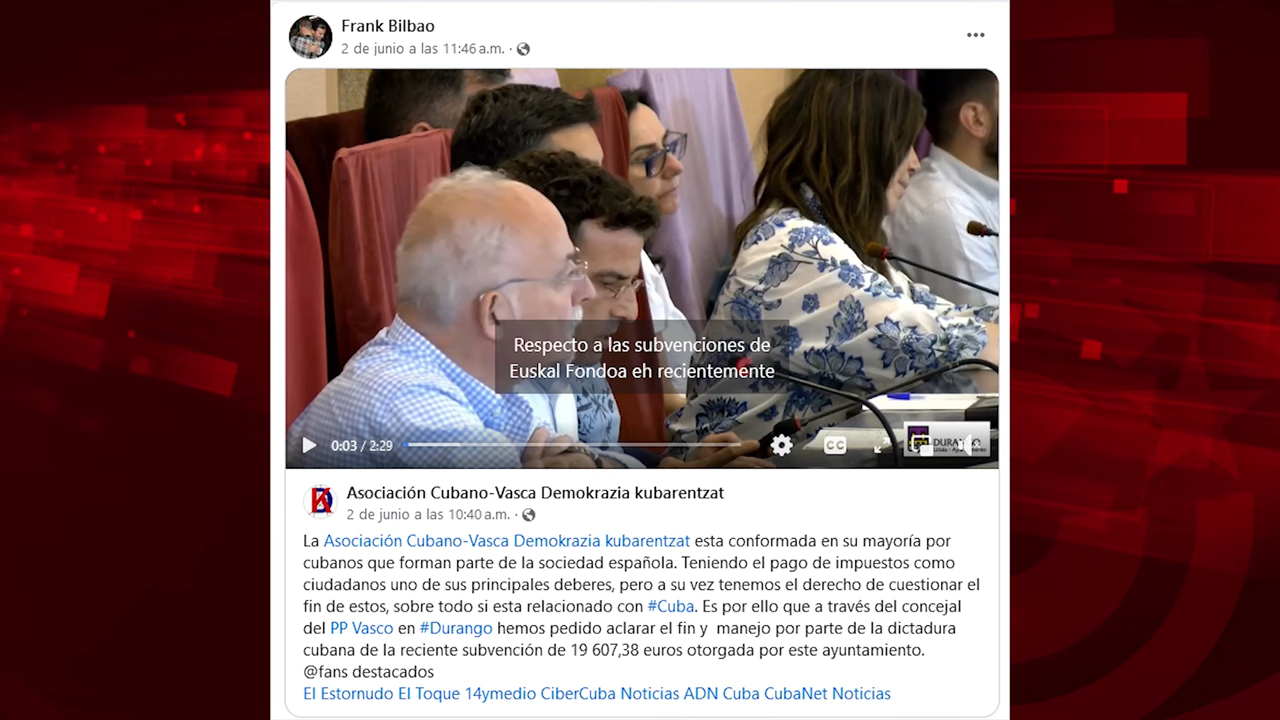 Frank Bilbao
2 de junio a las 11:46 a.m. ·
Respecto a las subvenciones de
Euskal Fondoa eh recientemente
0:03 / 2:29
CC
DURANGO
Asociación Cubano-Vasca Demokrazia kubarentzat
2 de junio a las 10:40 a.m. ·
La Asociación Cubano-Vasca Demokrazia kubarentzat esta conformada en su mayoría por
cubanos que forman parte de la sociedad española. Teniendo el pago de impuestos como
ciudadanos uno de sus principales deberes, pero a su vez tenemos el derecho de cuestionar el
fin de estos, sobre todo si esta relacionado con #Cuba. Es por ello que a través del concejal
del PP Vasco en #Durango hemos pedido aclarar el fin y manejo por parte de la dictadura
cubana de la reciente subvención de 19 607,38 euros otorgada por este ayuntamiento.
@fans destacados
El Estornudo El Toque 14ymedio CiberCuba Noticias ADN Cuba CubaNet Noticias